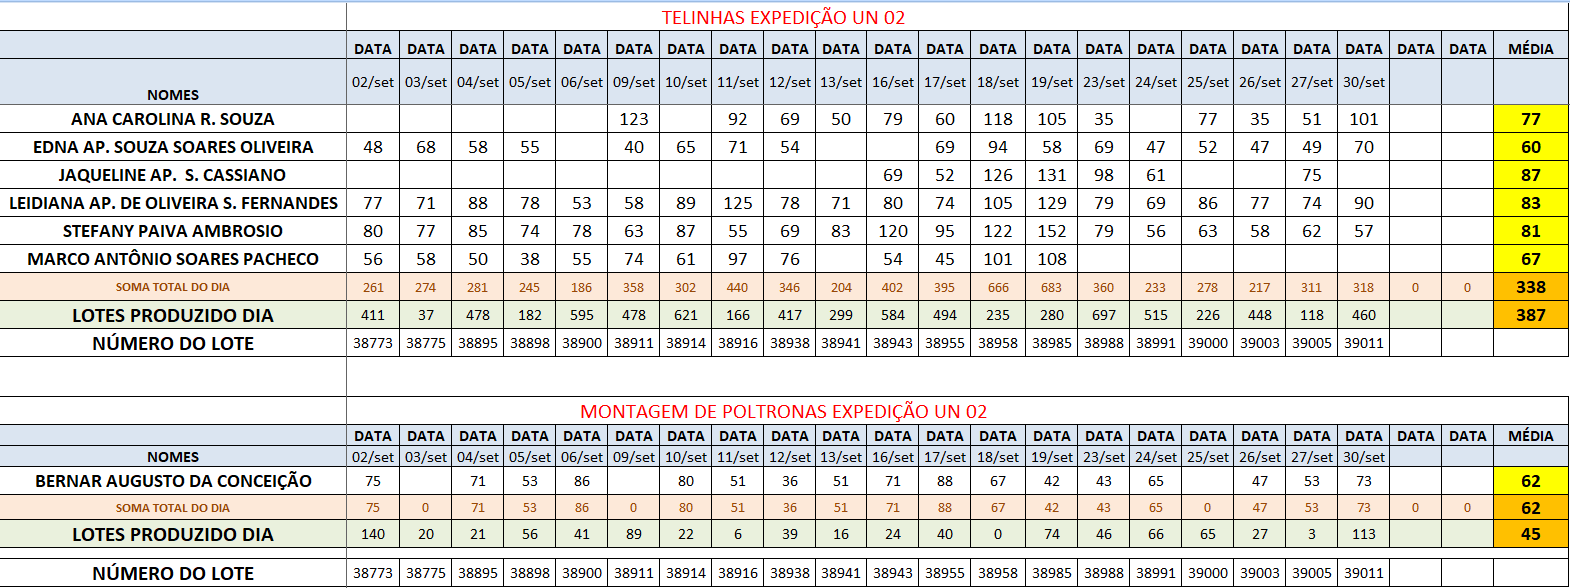 TELINHAS EXPEDIÇÃO UN 02
DATA DATA DATA DATA DATA DATA DATA DATA DATA DATA DATA DATA DATA DATA DATA DATA DATA DATA DATA DATA DATA DATA MÉDIA
NOMES 02/set 03/set 04/set 05/set 06/set 09/set 10/set 11/set 12/set 13/set 16/set 17/set 18/set 19/set 23/set 24/set 25/set 26/set 27/set 30/set
ANA CAROLINA R. SOUZA 123 92 69 50 79 60 118 105 35 77 35 51 101 77
EDNA AP. SOUZA SOARES OLIVEIRA 48 68 58 55 40 65 71 54 69 94 58 69 47 52 47 49 70 60
JAQUELINE AP. S. CASSIANO 69 52 126 131 98 61 75 87
LEIDIANA AP. DE OLIVEIRA S. FERNANDES 77 71 88 78 53 58 89 125 78 71 80 74 105 129 79 69 86 77 74 90 83
STEFANY PAIVA AMBROSIO 80 77 85 74 78 63 87 55 69 83 120 95 122 152 79 56 63 58 62 57 81
MARCO ANTÔNIO SOARES PACHECO 56 58 50 38 55 74 61 97 76 54 45 101 108 67
SOMA TOTAL DO DIA 261 274 281 245 186 358 302 440 346 204 402 395 666 683 360 233 278 217 311 318 0 0 338
LOTES PRODUZIDO DIA 411 37 478 182 595 478 621 166 417 299 584 494 235 280 697 515 226 448 118 460 387
NÚMERO DO LOTE 38773 38775 38895 38898 38900 38911 38914 38916 38938 38941 38943 38955 38958 38985 38988 38991 39000 39003 39005 39011
MONTAGEM DE POLTRONAS EXPEDIÇÃO UN 02
DATA DATA DATA DATA DATA DATA DATA DATA DATA DATA DATA DATA DATA DATA DATA DATA DATA DATA DATA DATA DATA DATA MÉDIA
NOMES 02/set 03/set 04/set 05/set 06/set 09/set 10/set 11/set 12/set 13/set 16/set 17/set 18/set 19/set 23/set 24/set 25/set 26/set 27/set 30/set
BERNAR AUGUSTO DA CONCEIÇÃO 75 71 53 86 80 51 36 51 71 88 67 42 43 65 47 53 73 62
SOMA TOTAL DO DIA 75 0 71 53 86 0 80 51 36 51 71 88 67 42 43 65 0 47 53 73 0 0 62
LOTES PRODUZIDO DIA 140 20 21 56 41 89 22 6 39 16 24 40 0 74 46 66 65 27 3 113 45
NÚMERO DO LOTE 38773 38775 38895 38898 38900 38911 38914 38916 38938 38941 38943 38955 38958 38985 38988 38991 39000 39003 39005 39011